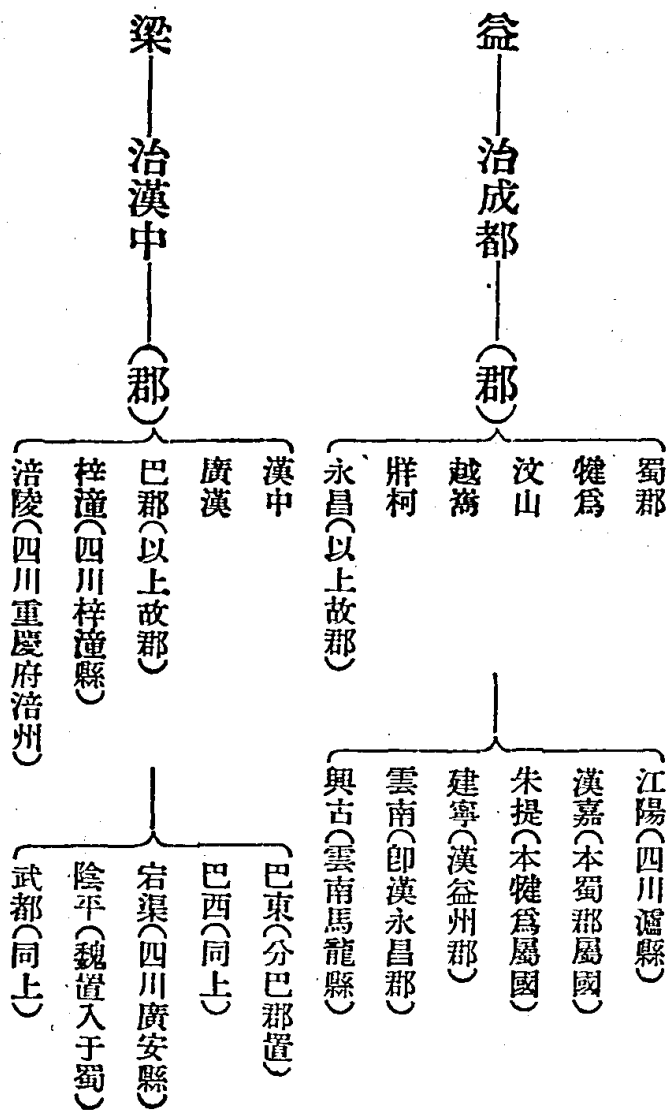 益
治成都
（郡）
蜀郡
犍爲
汶山
越嶲
牂柯
永昌（以上故郡）
江陽（四川瀘縣）
漢嘉（本蜀郡屬國）
朱提（本犍爲屬國）
建寧（漢益州郡）
雲南（卽漢永昌郡）
興古（雲南馬龍縣）
梁
治漢中
（郡）
漢中
廣漢
巴郡（以上故郡）
梓潼（四川梓潼縣）
涪陵（四川重慶府涪州）
巴東（分巴郡置）
巴西（同上）
宕渠（四川廣安縣）
陰平（魏置入于蜀）
武都（同上）